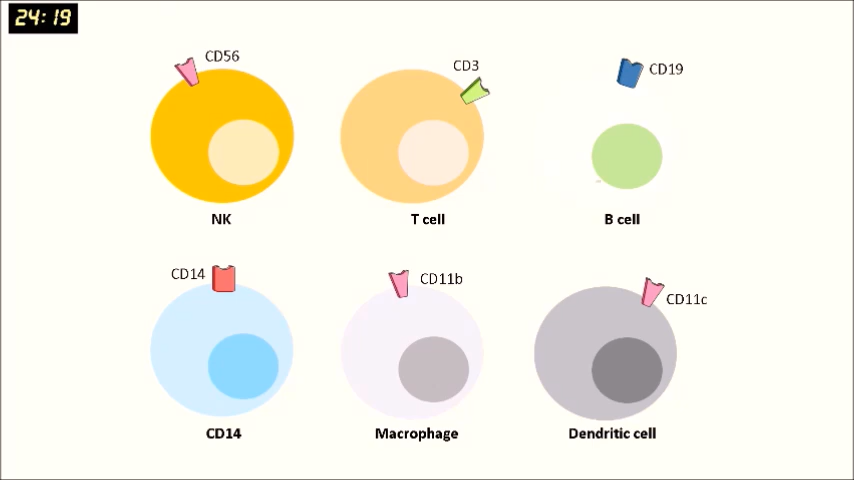 24:19
CD56
CD3
CD19
NK
T cell
B cell
CD14
CD11b
CD11c
CD14
Macrophage
Dendritic cell